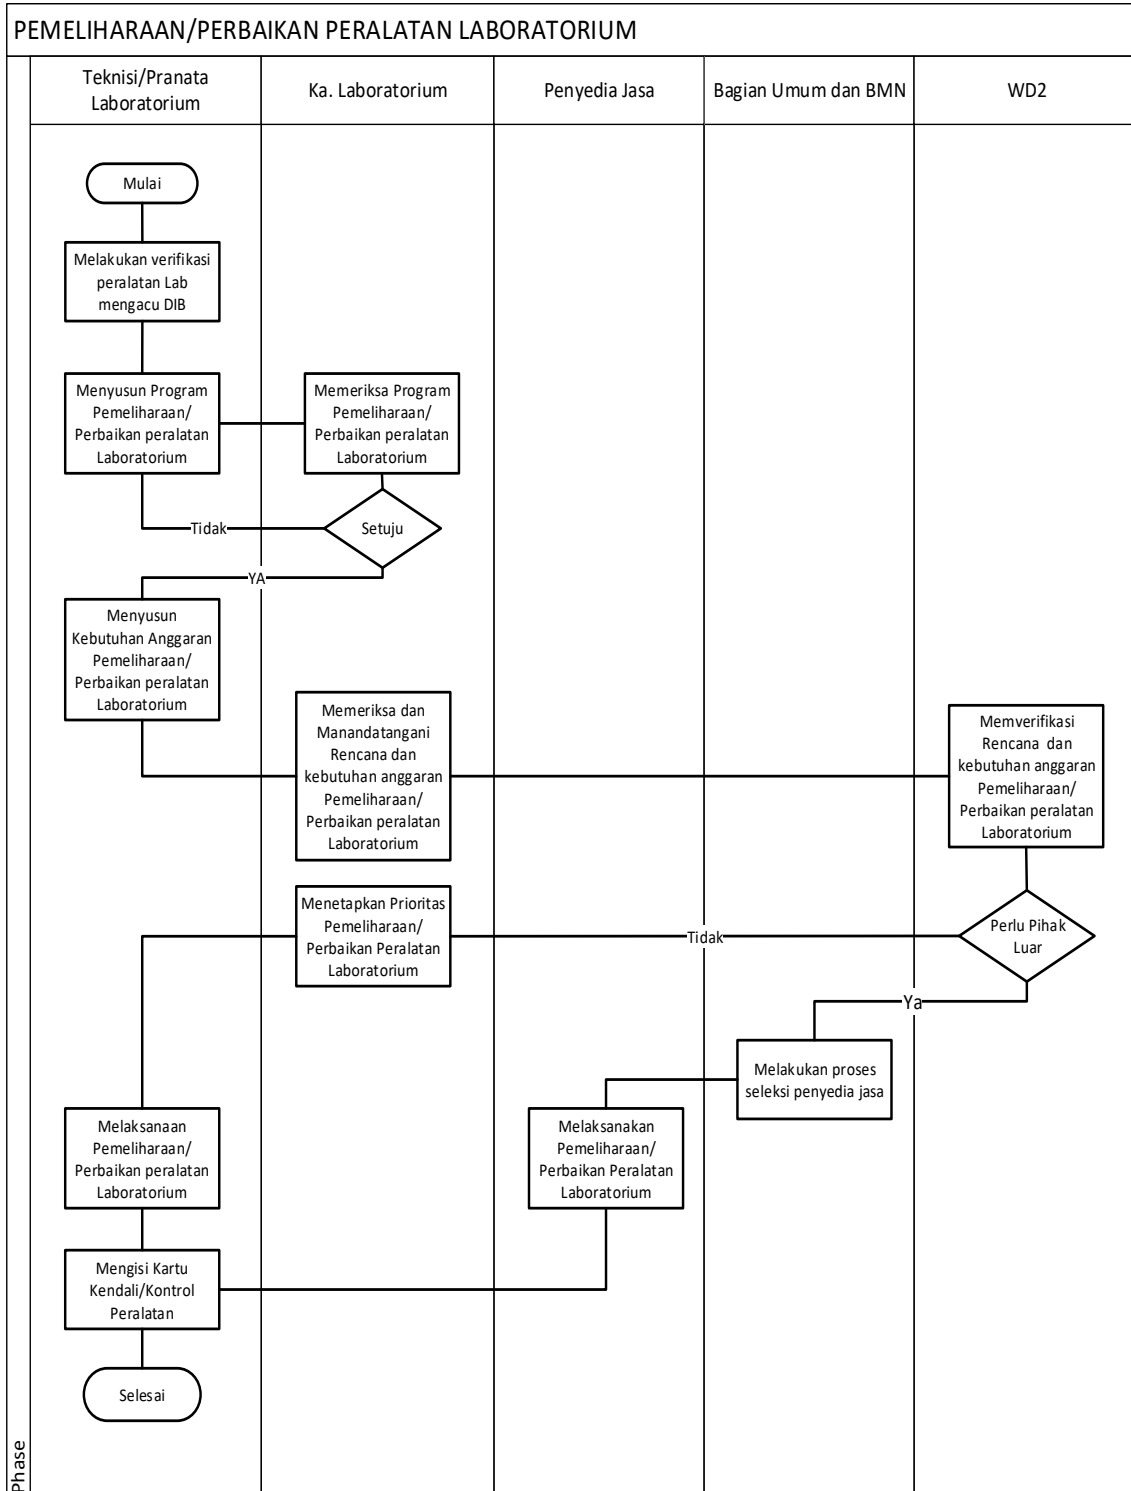 PEMELIHARAAN/PERBAIKAN PERALATAN LABORATORIUM
Teknisi/Pranata
Laboratorium
Ka. Laboratorium
Penyedia Jasa
Bagian Umum dan BMN
WD2
Mulai
Melakukan verifikasi
peralatan Lab
mengacu DIB
Menyusun Program
Pemeliharaan/
Perbaikan peralatan
Laboratorium
Memeriksa Program
Pemeliharaan/
Perbaikan peralatan
Laboratorium
Setuju
Tidak
YA
Menyusun
Kebutuhan Anggaran
Pemeliharaan/
Perbaikan peralatan
Laboratorium
Memeriksa dan
Manandatangani
Rencana dan
kebutuhan anggaran
Pemeliharaan/
Perbaikan peralatan
Laboratorium
Memverifikasi
Rencana dan
kebutuhan anggaran
Pemeliharaan/
Perbaikan peralatan
Laboratorium
Perlu Pihak
Luar
Tidak
Menetapkan Prioritas
Pemeliharaan/
Perbaikan Peralatan
Laboratorium
Ya
Melakukan proses
seleksi penyedia jasa
Melaksanaan
Pemeliharaan/
Perbaikan peralatan
Laboratorium
Melaksanakan
Pemeliharaan/
Perbaikan Peralatan
Laboratorium
Mengisi Kartu
Kendali/Kontrol
Peralatan
Selesai
Phase